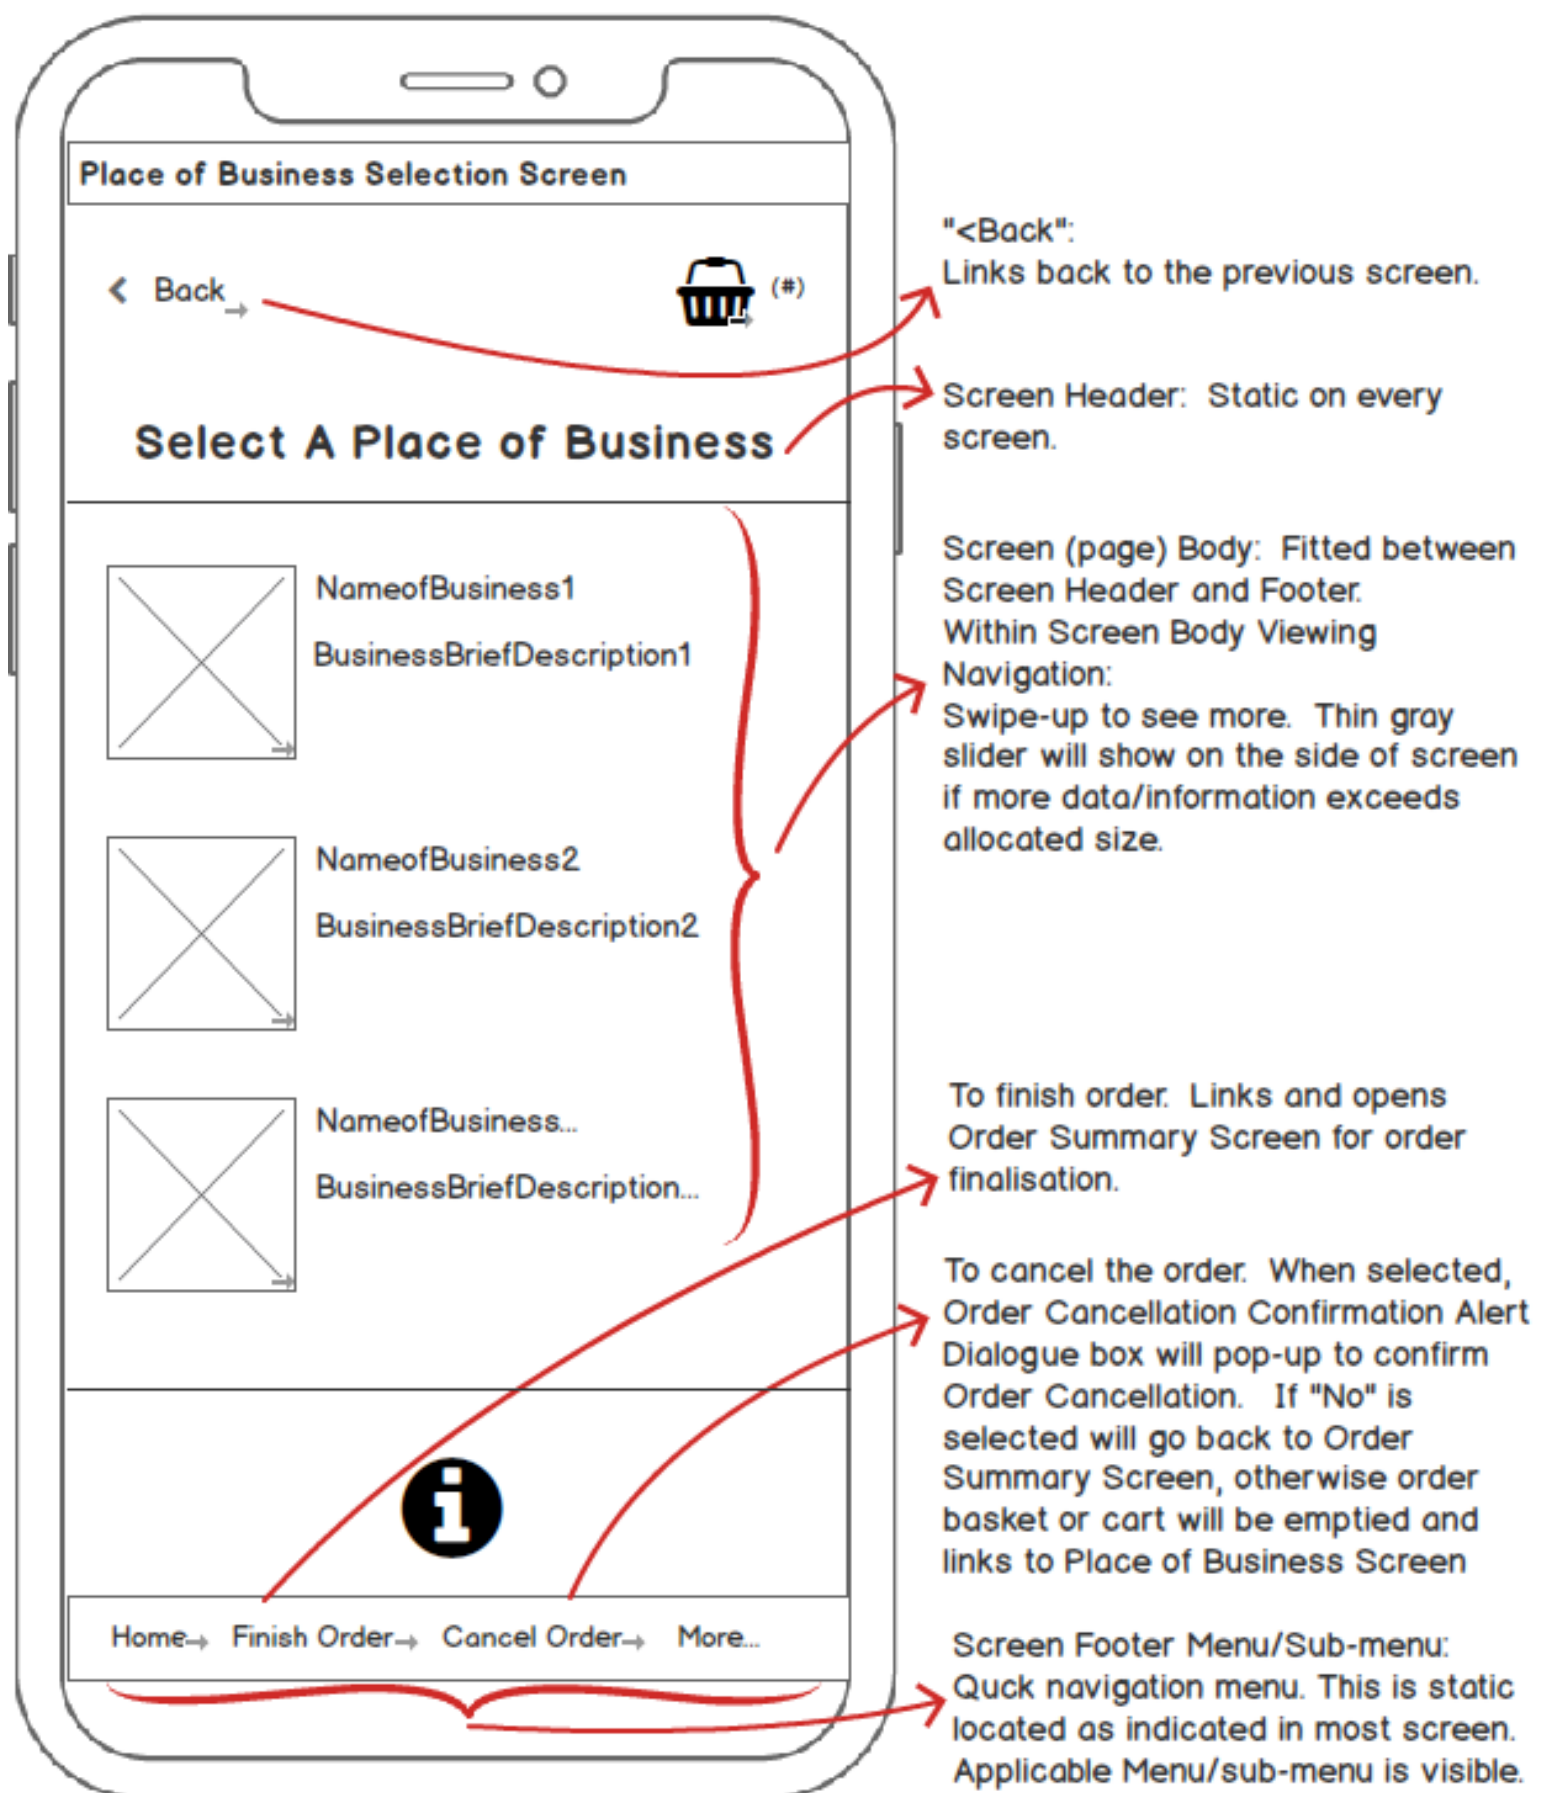 Place of Business Selection Screen
Back
(#)
Select A Place of Business
NameofBusiness1
BusinessBriefDescription1
NameofBusiness2
BusinessBriefDescription2
NameofBusiness...
BusinessBriefDescription...
Home
Finish Order
Cancel Order
More...
"<Back":
Links back to the previous screen.
Screen Header: Static on every
screen.
Screen (page) Body: Fitted between
Screen Header and Footer.
Within Screen Body Viewing
Navigation:
Swipe-up to see more. Thin gray
slider will show on the side of screen
if more data/information exceeds
allocated size.
To finish order. Links and opens
Order Summary Screen for order
finalisation.
To cancel the order. When selected,
Order Cancellation Confirmation Alert
Dialogue box will pop-up to confirm
Order Cancellation. If "No" is
selected will go back to Order
Summary Screen, otherwise order
basket or cart will be emptied and
links to Place of Business Screen
Screen Footer Menu/Sub-menu:
Quck navigation menu. This is static
located as indicated in most screen.
Applicable Menu/sub-menu is visible.